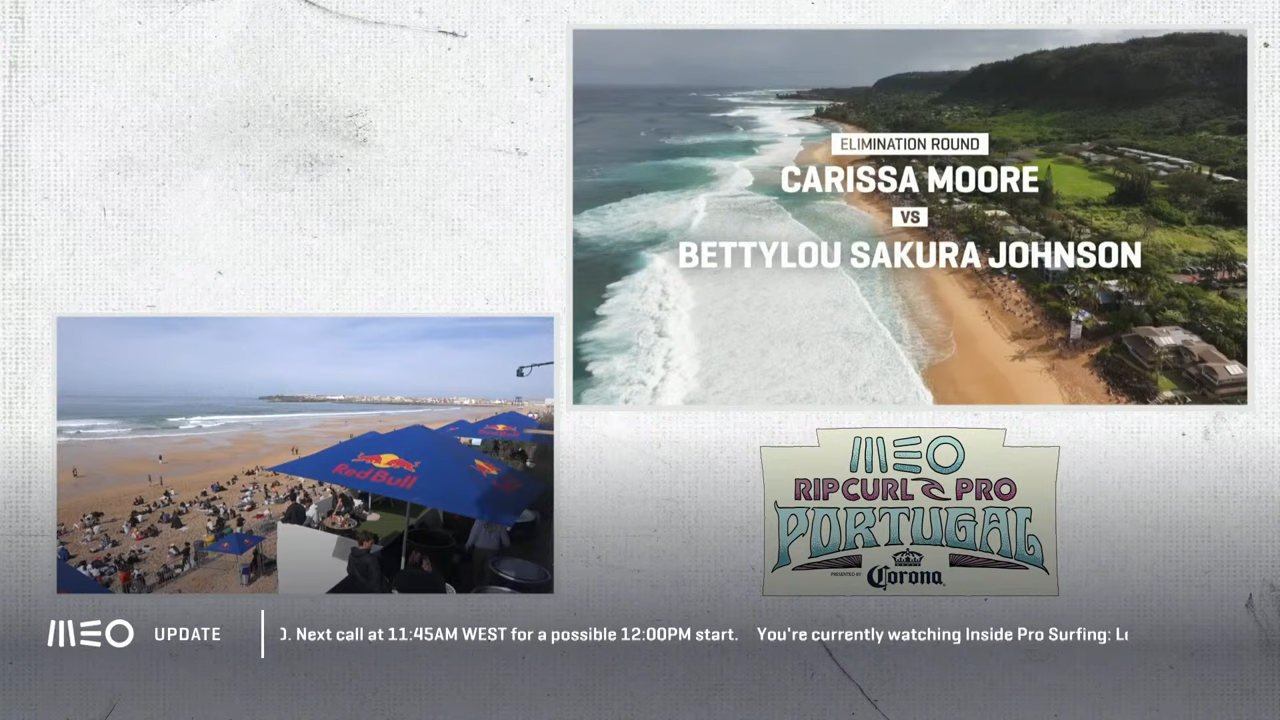 ELIMINATION ROUND
CARISSA MOORE
VS
BETTYLOU SAKURA JOHNSON
Red Bull
MEO
RIP CURL PRO
PORTUGAL
PRESENTED BY
Corona
MEO UPDATE
. Next call at 11:45AM WEST for a possible 12:00PM start. You're currently watching Inside Pro Surfing: